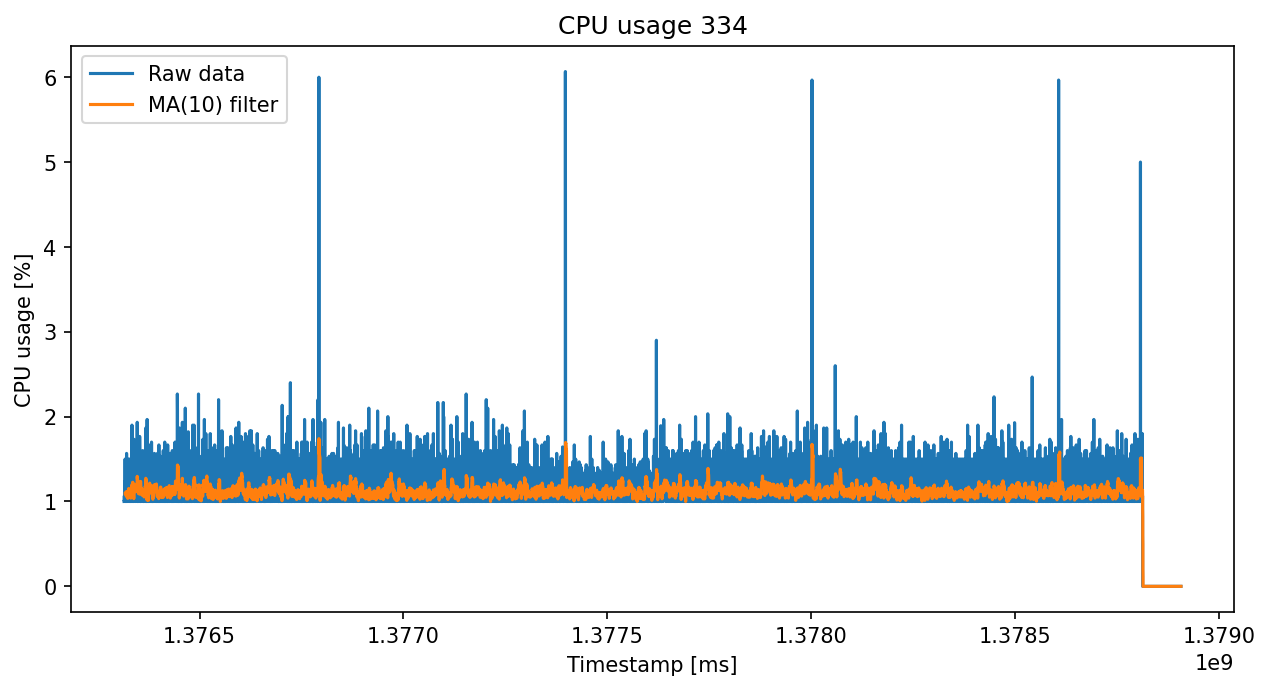 CPU usage 334
Raw data
MA(10) filter
CPU usage [%]
6
5
4
3
2
1
0
1.3765 1.3770 1.3775 1.3780 1.3785 1.3790
1e9
Timestamp [ms]